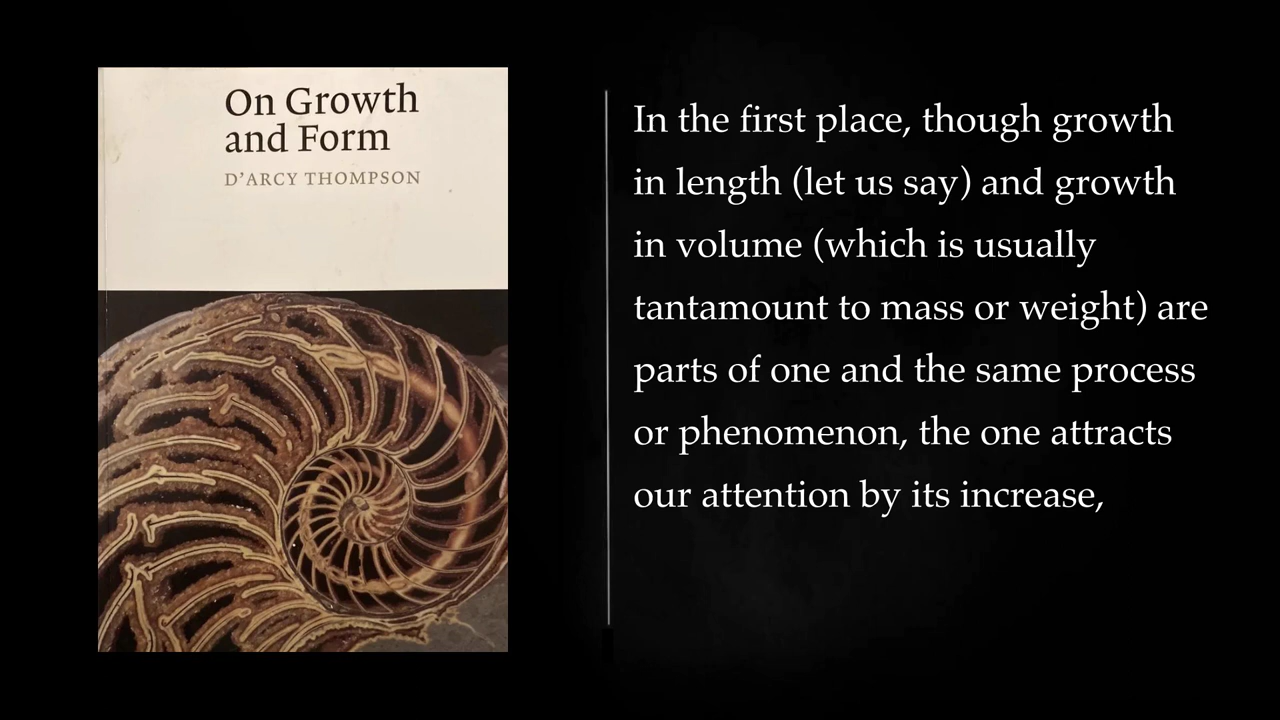 On Growth
and Form
D'ARCY THOMPSON
In the first place, though growth
in length (let us say) and growth
in volume (which is usually
tantamount to mass or weight) are
parts of one and the same process
or phenomenon, the one attracts
our attention by its increase,